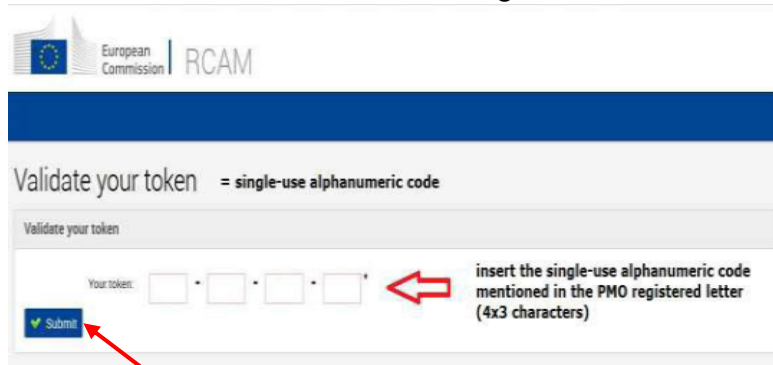 European
Commission
RCAM
Validate your token = single-use alphanumeric code
Validate your token
Your token: - - - *
insert the single-use alphanumeric code
mentioned in the PMO registered letter
(4x3 characters)
Submit